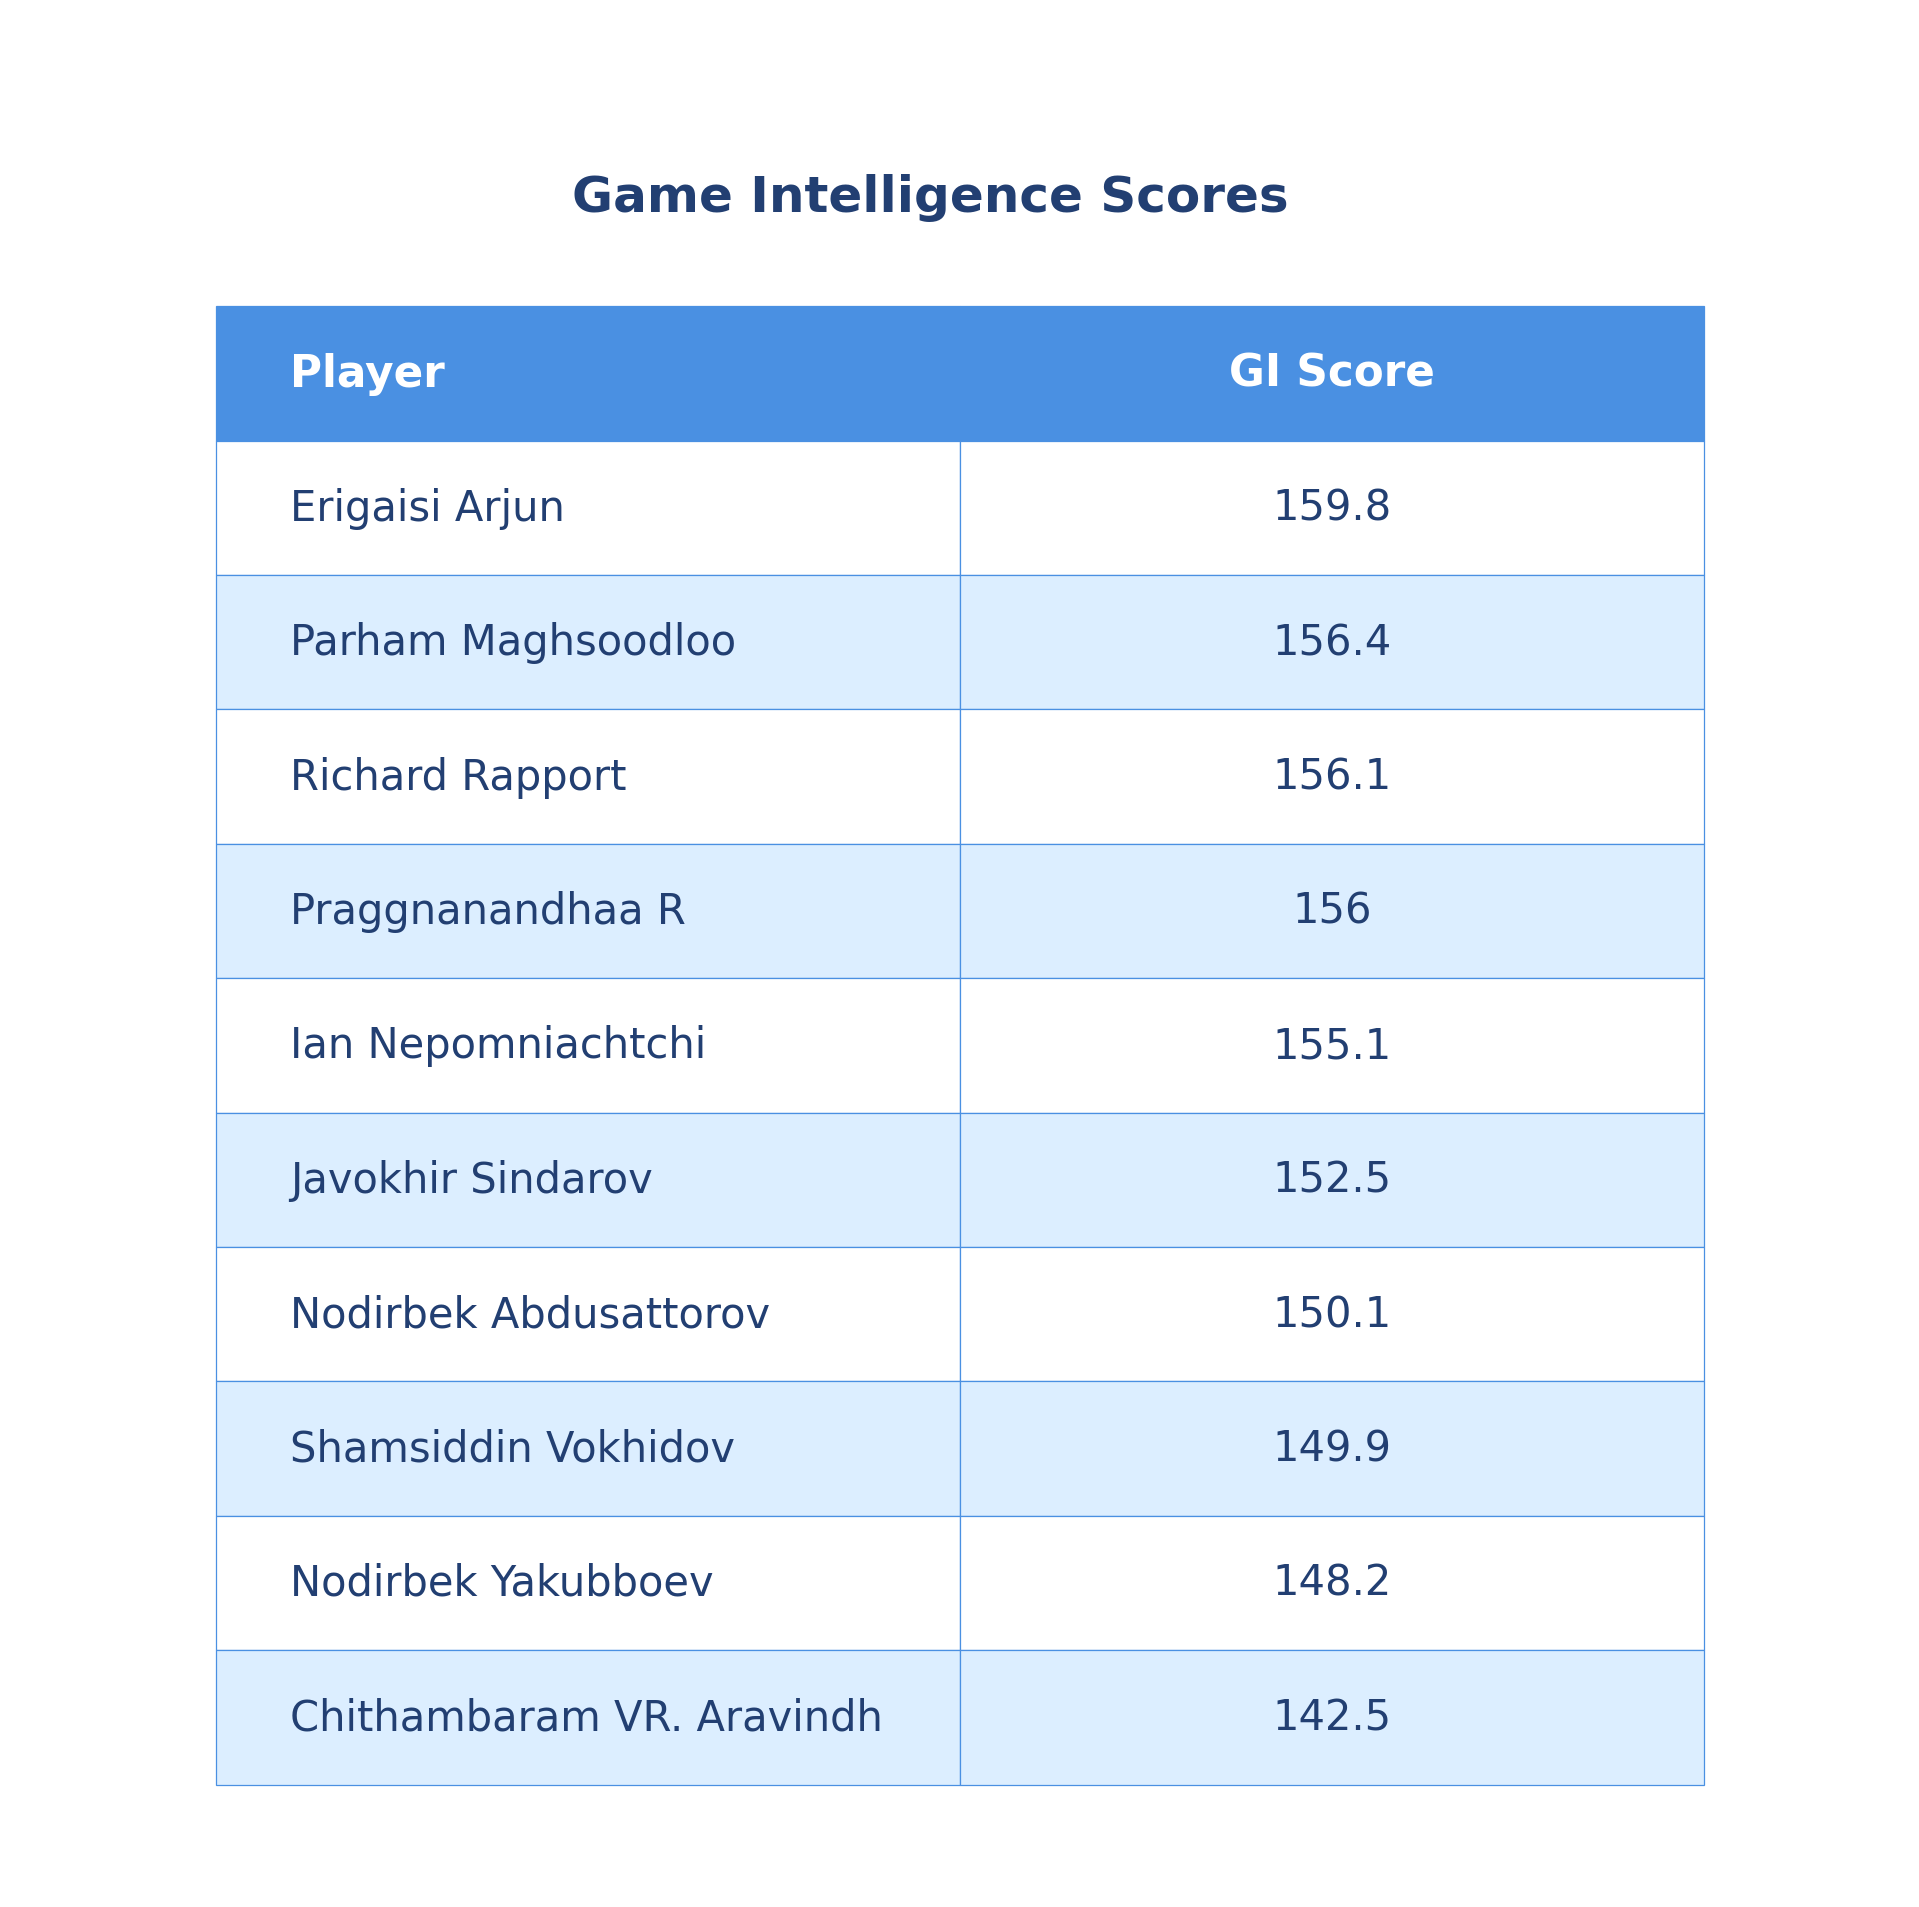 Game Intelligence Scores
Player GI Score
Erigaisi Arjun 159.8
Parham Maghsoodloo 156.4
Richard Rapport 156.1
Praggnanandhaa R 156
Ian Nepomniachtchi 155.1
Javokhir Sindarov 152.5
Nodirbek Abdusattorov 150.1
Shamsiddin Vokhidov 149.9
Nodirbek Yakubboev 148.2
Chithambaram VR. Aravindh 142.5